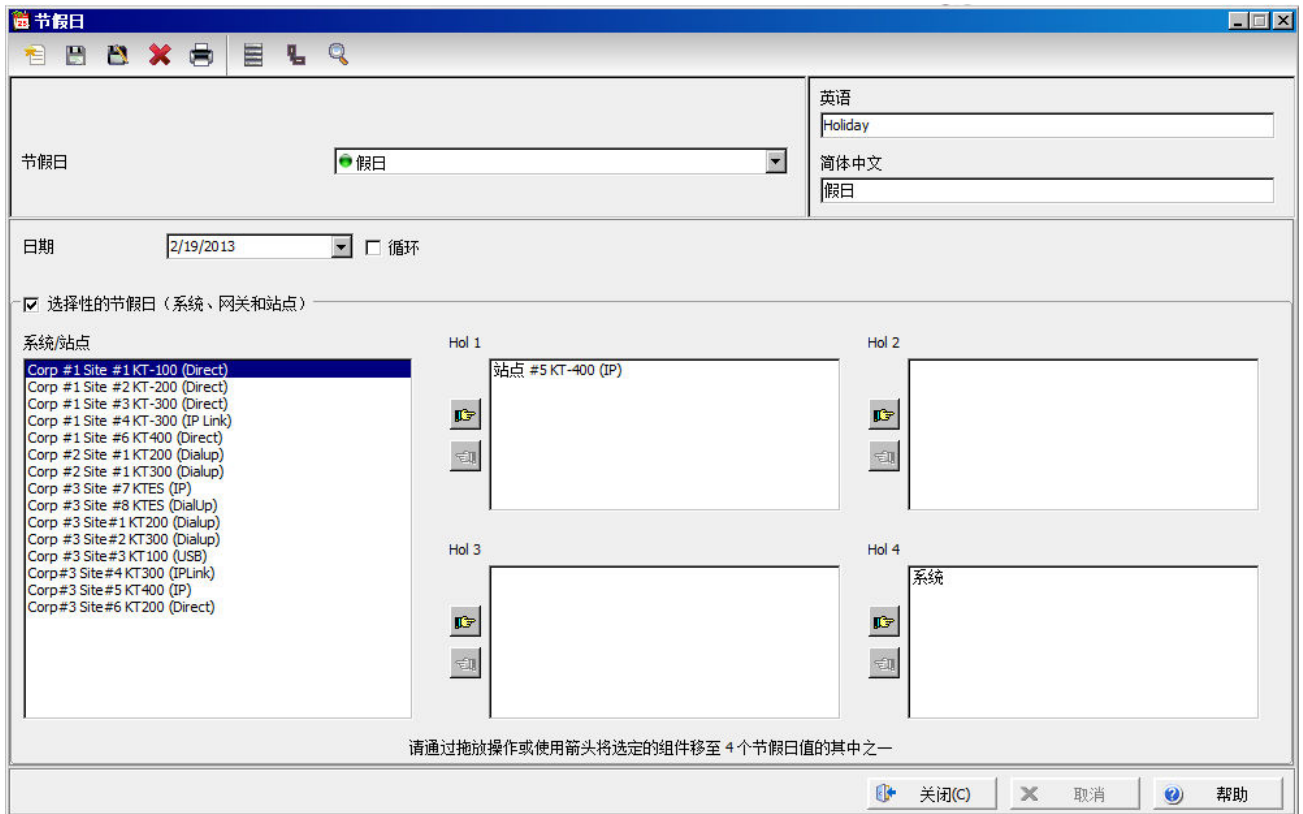 节假日
节假日
假日
英语
Holiday
简体中文
假日
日期
2/19/2013
循环
选择性的节假日（系统、网关和站点）
系统/站点
Corp #1 Site #1 KT-100 (Direct)
Corp #1 Site #2 KT-200 (Direct)
Corp #1 Site #3 KT-300 (Direct)
Corp #1 Site #4 KT-300 (IP Link)
Corp #1 Site #6 KT400 (Direct)
Corp #2 Site #1 KT200 (Dialup)
Corp #2 Site #1 KT300 (Dialup)
Corp #3 Site #7 KTES (IP)
Corp #3 Site #8 KTES (DialUp)
Corp #3 Site#1 KT200 (Dialup)
Corp #3 Site#2 KT300 (Dialup)
Corp #3 Site#3 KT100 (USB)
Corp#3 Site#4 KT300 (IPLink)
Corp#3 Site#5 KT400 (IP)
Corp#3 Site#6 KT200 (Direct)
Hol 1
站点 #5 KT-400 (IP)
Hol 2
Hol 3
Hol 4
系统
请通过拖放操作或使用箭头将选定的组件移至 4 个节假日值的其中之一
关闭(C)
取消
帮助